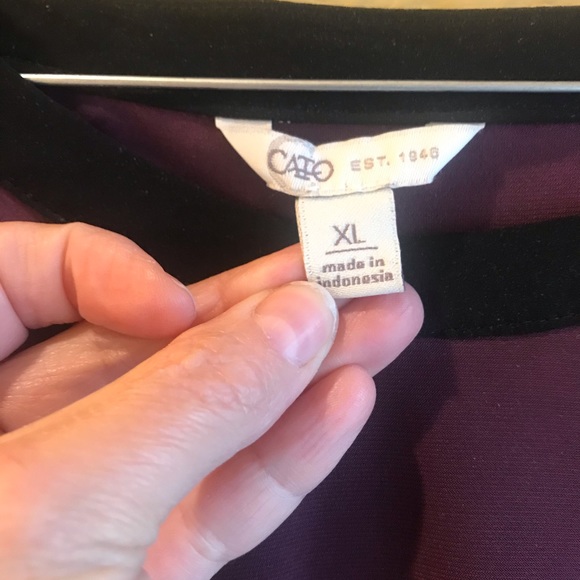 CATO EST. 1946
XL
made in
indonesia